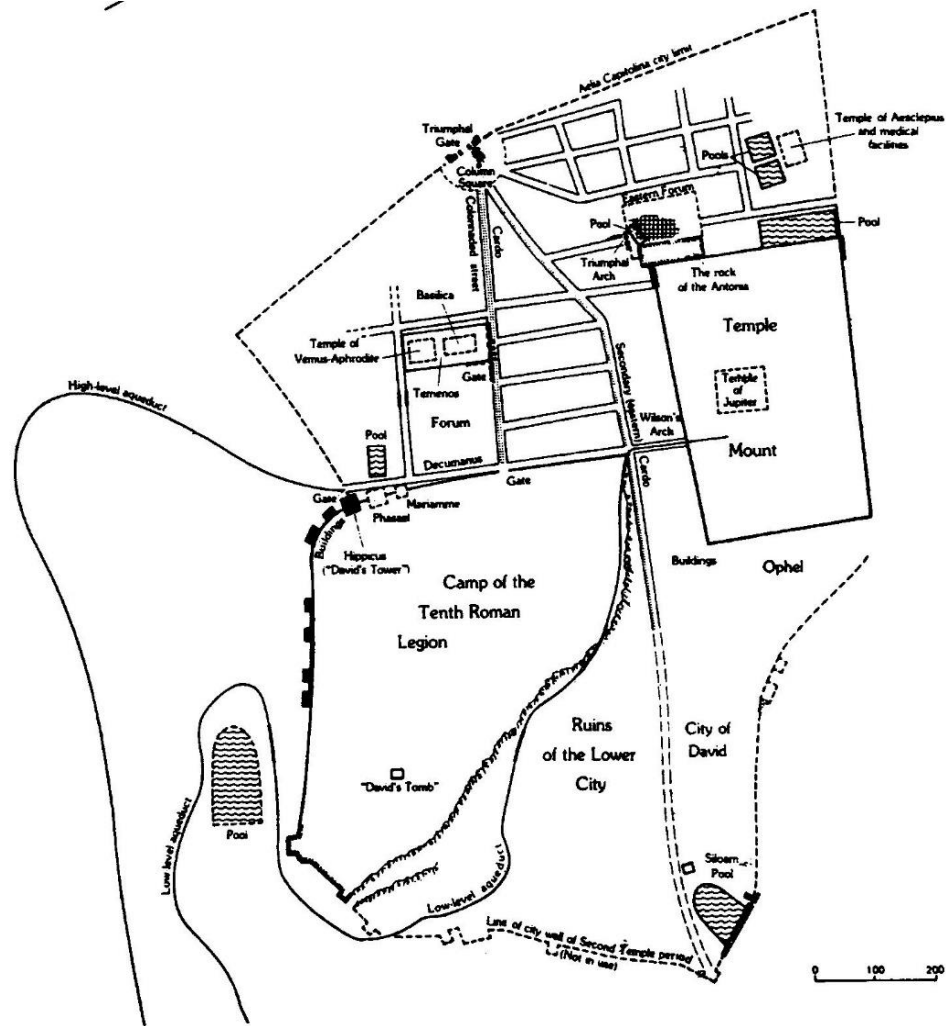 Aelia Capitolina city limit
Triumphal
Gate
Temple of Aesclepius
and medical
facilities
Pools
Column
Square
Eastern Forum
Pool
Pool
Colonnaded street
Cardo
Triumphal
Arch
The rock
of the Antonia
Basilica
Temple
Temple of
Vernus-Aphrodite
Gate
Temenos
Secondary Western
Temple
of
Jupiter
High-level aqueduct
Forum
Wilson's
Arch
Pool
Mount
Decumanus
Gate
Cardo
Gate
Mariamme
Phasael
Buildings
Hippicus
("David's Tower")
Buildings
Ophel
Camp of the
Tenth Roman
Legion
Ruins
of the Lower
City
City of
David
"David's Tomb"
Pool
Low-level aqueduct
Siloam
Pool
Low-level aqueduct
Line of city wall of Second Temple period
(Not in use)
0 100 200